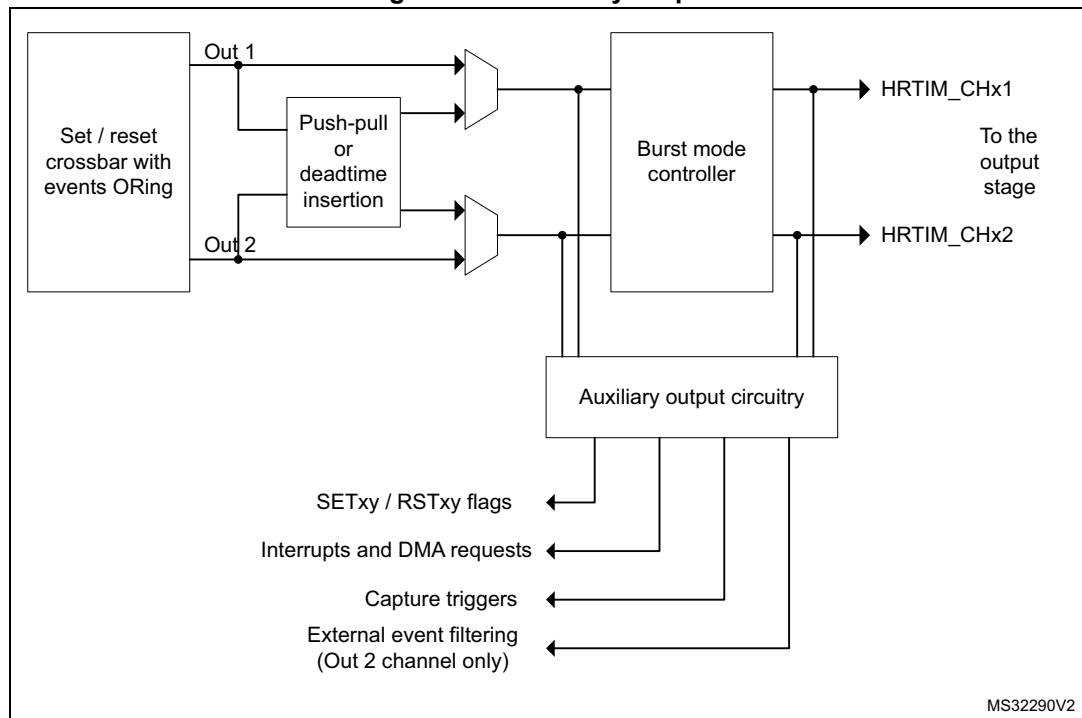 Out 1
Set / reset
crossbar with
events ORing
Push-pull
or
deadtime
insertion
Out 2
Burst mode
controller
HRTIM_CHx1
To the
output
stage
HRTIM_CHx2
Auxiliary output circuitry
SETxy / RSTxy flags
Interrupts and DMA requests
Capture triggers
External event filtering
(Out 2 channel only)
MS32290V2